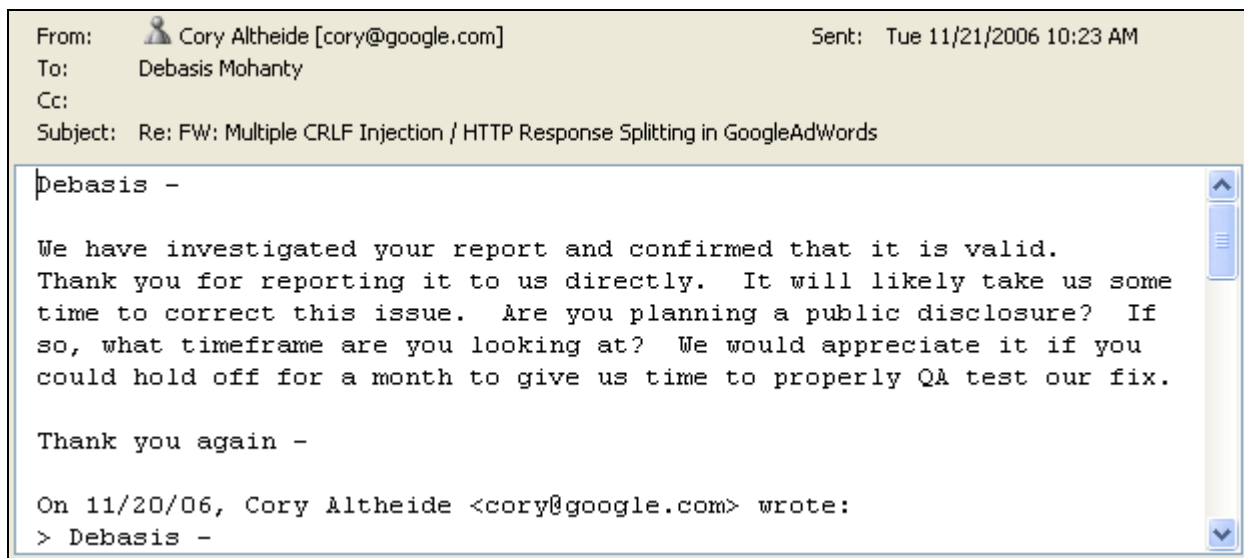 From: Cory Altheide [cory@google.com] Sent: Tue 11/21/2006 10:23 AM
To: Debasis Mohanty
Cc:
Subject: Re: FW: Multiple CRLF Injection / HTTP Response Splitting in GoogleAdWords
Debasis -
We have investigated your report and confirmed that it is valid.
Thank you for reporting it to us directly.  It will likely take us some
time to correct this issue.  Are you planning a public disclosure?  If
so, what timeframe are you looking at?  We would appreciate it if you
could hold off for a month to give us time to properly QA test our fix.
Thank you again -
On 11/20/06, Cory Altheide <cory@google.com> wrote:
> Debasis -